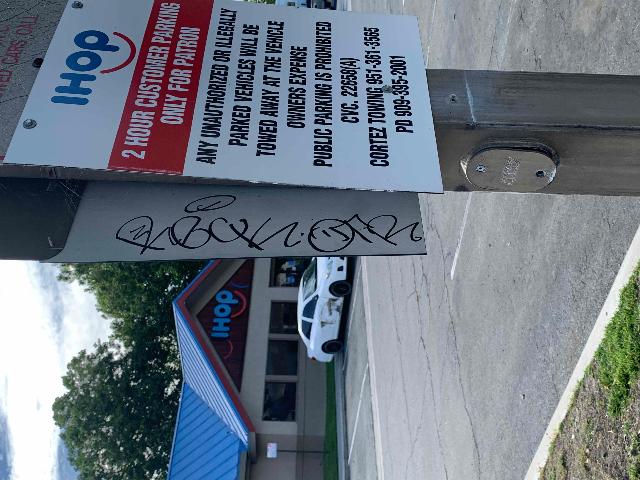 IHOP
2 HOUR CUSTOMER PARKING
ONLY FOR PATRON
ANY UNAUTHORIZED OR ILLEGALLY
PARKED VEHICLES WILL BE
TOWED AWAY AT THE VEHICLE
OWNERS EXPENSE
PUBLIC PARKING IS PROHIBITED
CVC. 22658(A)
CORTEZ TOWING 951-361-3565
PD 909-395-2001
IHOP